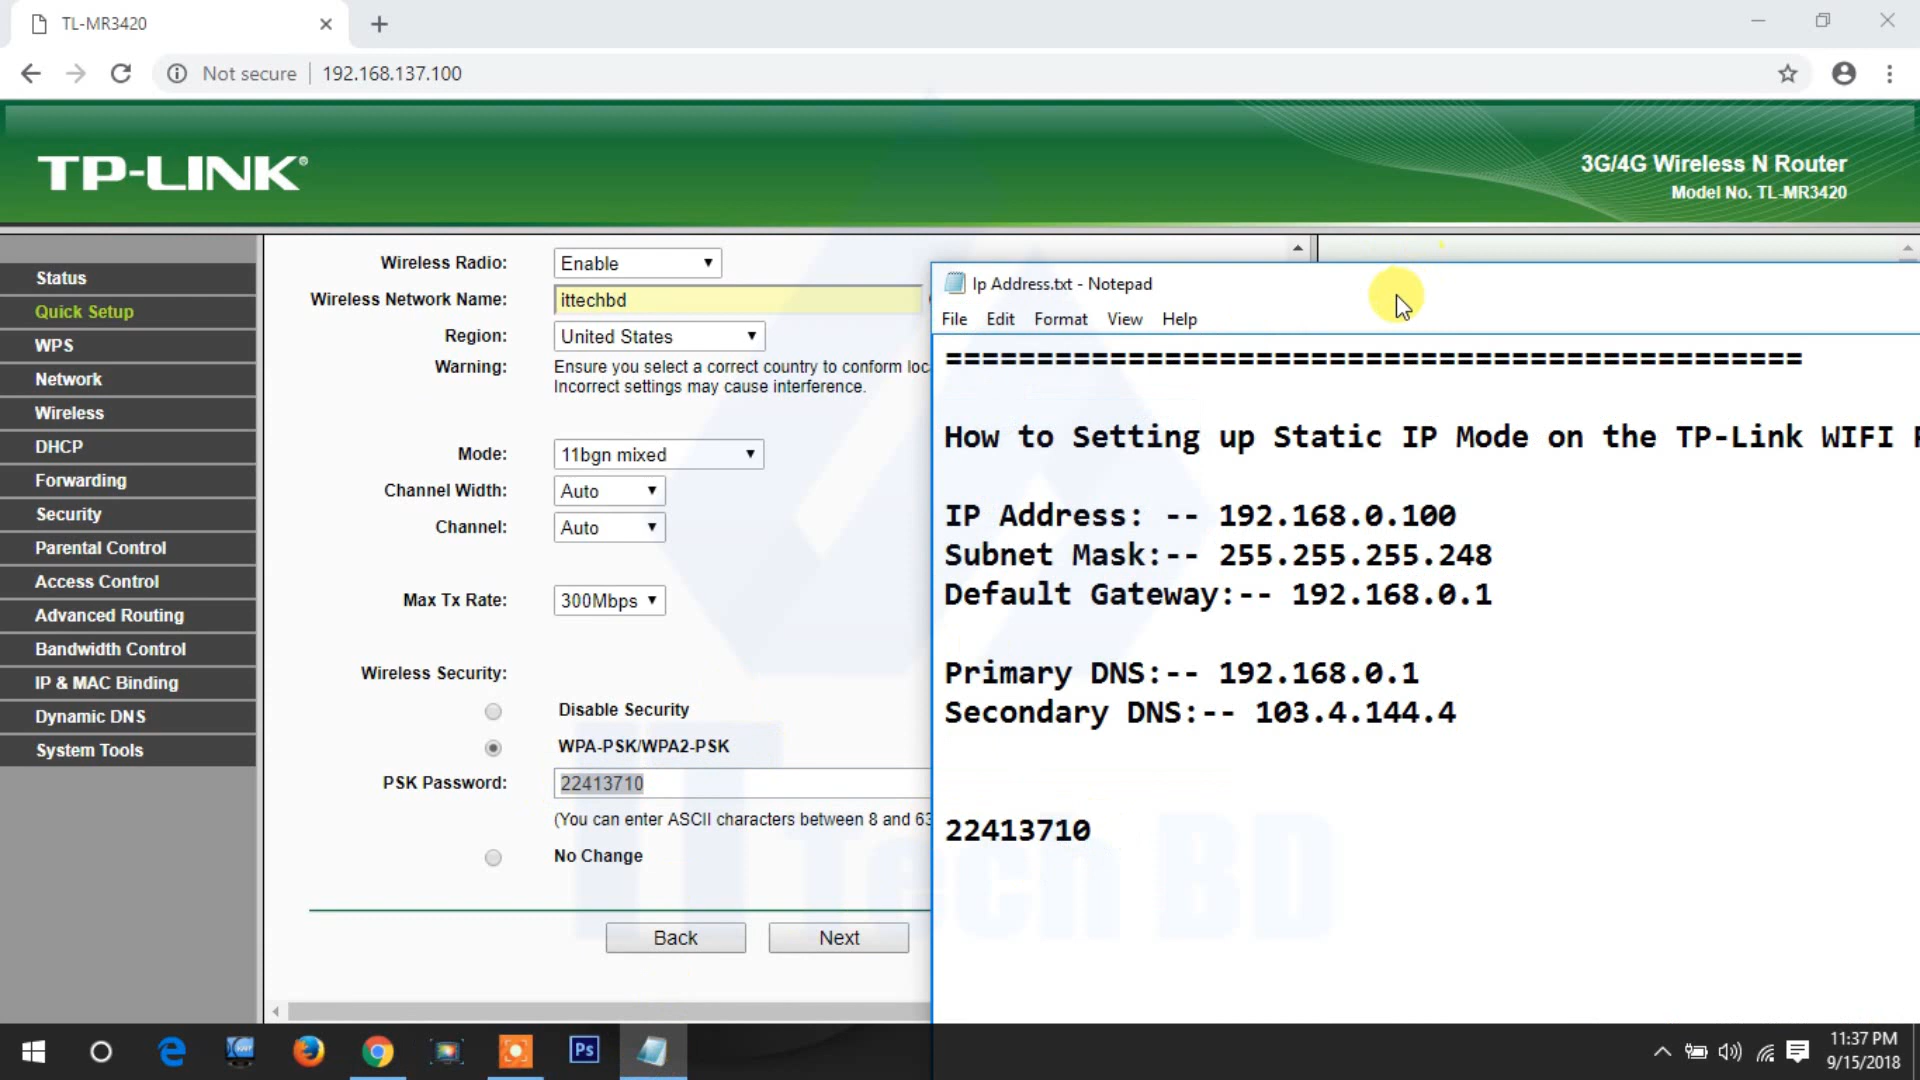 TL-MR3420
Not secure
192.168.137.100
TP-LINK®
3G/4G Wireless N Router
Model No. TL-MR3420
Status
Quick Setup
WPS
Network
Wireless
DHCP
Forwarding
Security
Parental Control
Access Control
Advanced Routing
Bandwidth Control
IP & MAC Binding
Dynamic DNS
System Tools
Wireless Radio: Enable
Wireless Network Name: ittechbd
Region: United States
Warning: Ensure you select a correct country to conform
Incorrect settings may cause interference.
Mode: 11bgn mixed
Channel Width: Auto
Channel: Auto
Max Tx Rate: 300Mbps
Wireless Security:
Disable Security
WPA-PSK/WPA2-PSK
PSK Password: 22413710
(You can enter ASCII characters between 8 and 63
No Change
Back Next
Ip Address.txt - Notepad
File Edit Format View Help
===============================================
How to Setting up Static IP Mode on the TP-Link WIFI
IP Address: -- 192.168.0.100
Subnet Mask:-- 255.255.255.248
Default Gateway:-- 192.168.0.1
Primary DNS:-- 192.168.0.1
Secondary DNS:-- 103.4.144.4
22413710
IT Tech BD
Ps
11:37 PM
9/15/2018